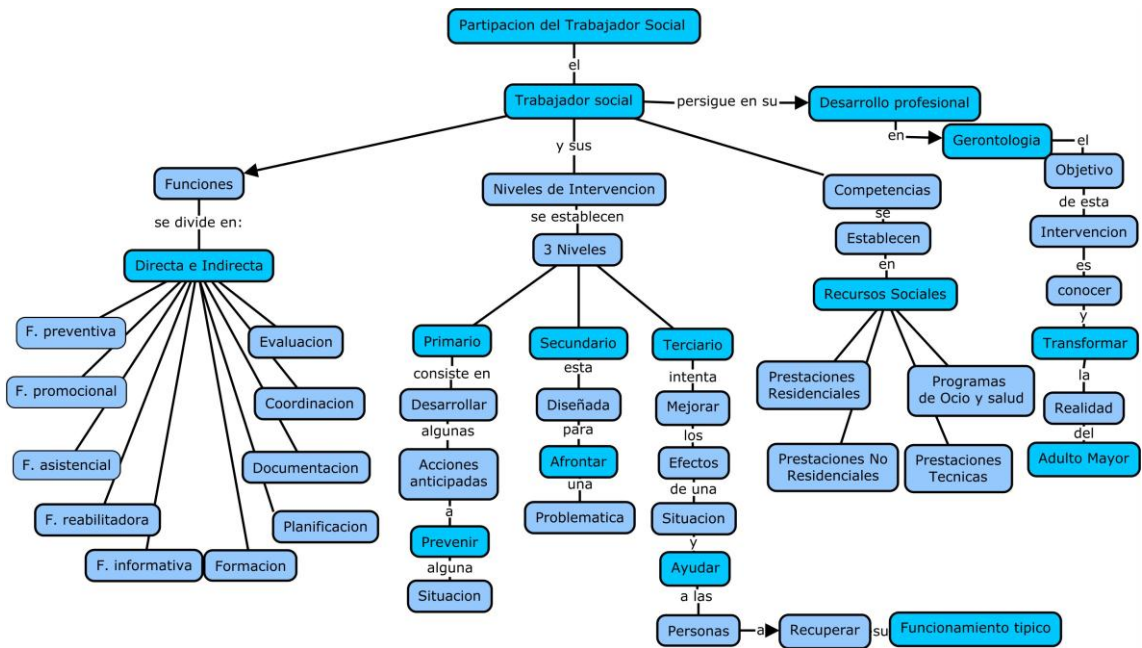 Partipacion del Trabajador Social
el
Trabajador social
persigue en su
Desarrollo profesional
en
Gerontologia
el
Objetivo
de esta
Intervencion
es
conocer
y
Transformar
la
Realidad
del
Adulto Mayor
y sus
Funciones
se divide en:
Directa e Indirecta
F. preventiva
F. promocional
F. asistencial
F. reabilitadora
F. informativa
Formacion
Planificacion
Documentacion
Coordinacion
Evaluacion
Niveles de Intervencion
se establecen
3 Niveles
Primario
consiste en
Desarrollar
algunas
Acciones
anticipadas
a
Prevenir
alguna
Situacion
Secundario
esta
Diseñada
para
Afrontar
una
Problematica
Terciario
intenta
Mejorar
los
Efectos
de una
Situacion
y
Ayudar
a las
Personas
a
Recuperar
su
Funcionamiento tipico
Competencias
se
Establecen
en
Recursos Sociales
Prestaciones
Residenciales
Prestaciones No
Residenciales
Programas
de Ocio y salud
Prestaciones
Tecnicas